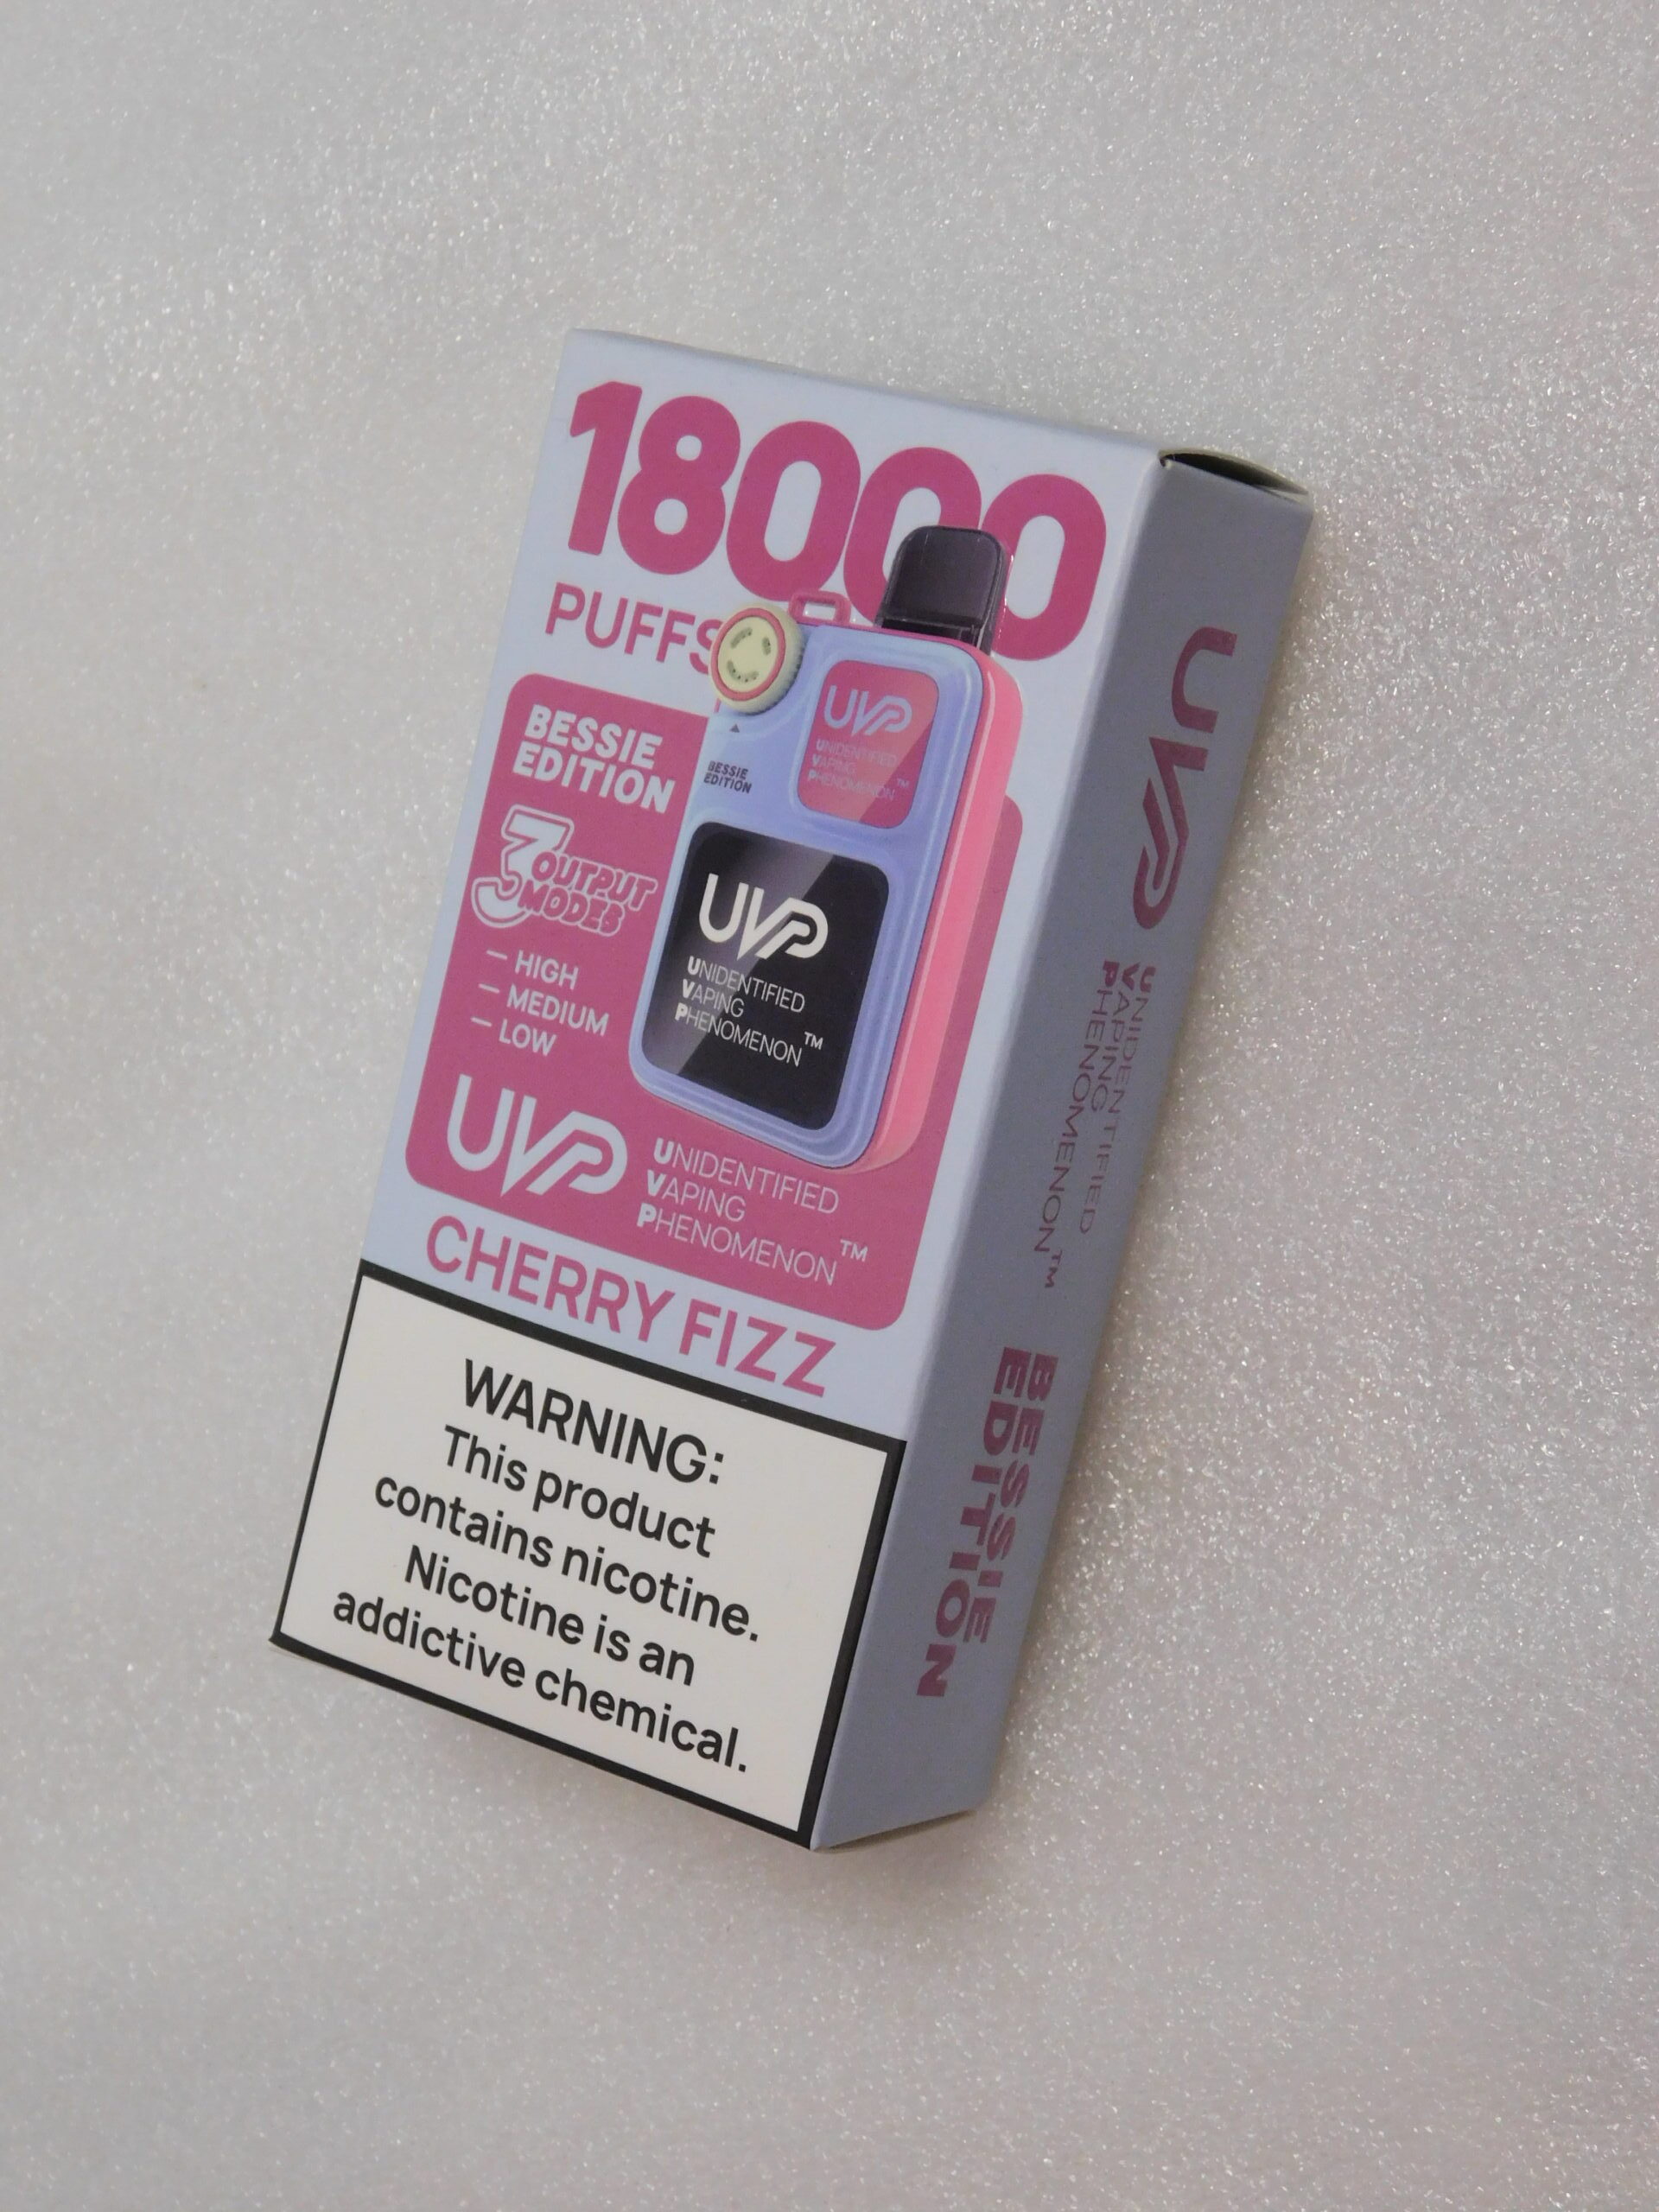 18000
PUFFS
BESSIE
EDITION
3 OUTPUT
MODES
— HIGH
— MEDIUM
— LOW
BESSIE
EDITION
UVP
UNIDENTIFIED
VAPING
PHENOMENON™
UVP
UNIDENTIFIED
VAPING
PHENOMENON™
UVP
UNIDENTIFIED
VAPING
PHENOMENON™
CHERRY FIZZ
WARNING:
This product
contains nicotine.
Nicotine is an
addictive chemical.
UVP
UNIDENTIFIED
VAPING
PHENOMENON™
BESSIE
EDITION